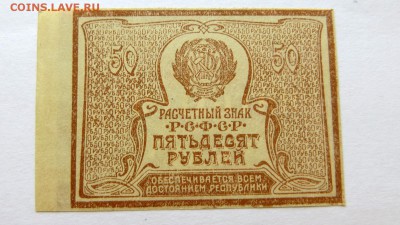 COINS.LAVE.RU
50 50
РАСЧЕТНЫЙ ЗНАК
Р•С•Ф•С•Р
ПЯТЬДЕСЯТ
РУБЛЕЙ
ОБЕСПЕЧИВАЕТСЯ ВСЕМ
ДОСТОЯНИЕМ РЕСПУБЛИКИ